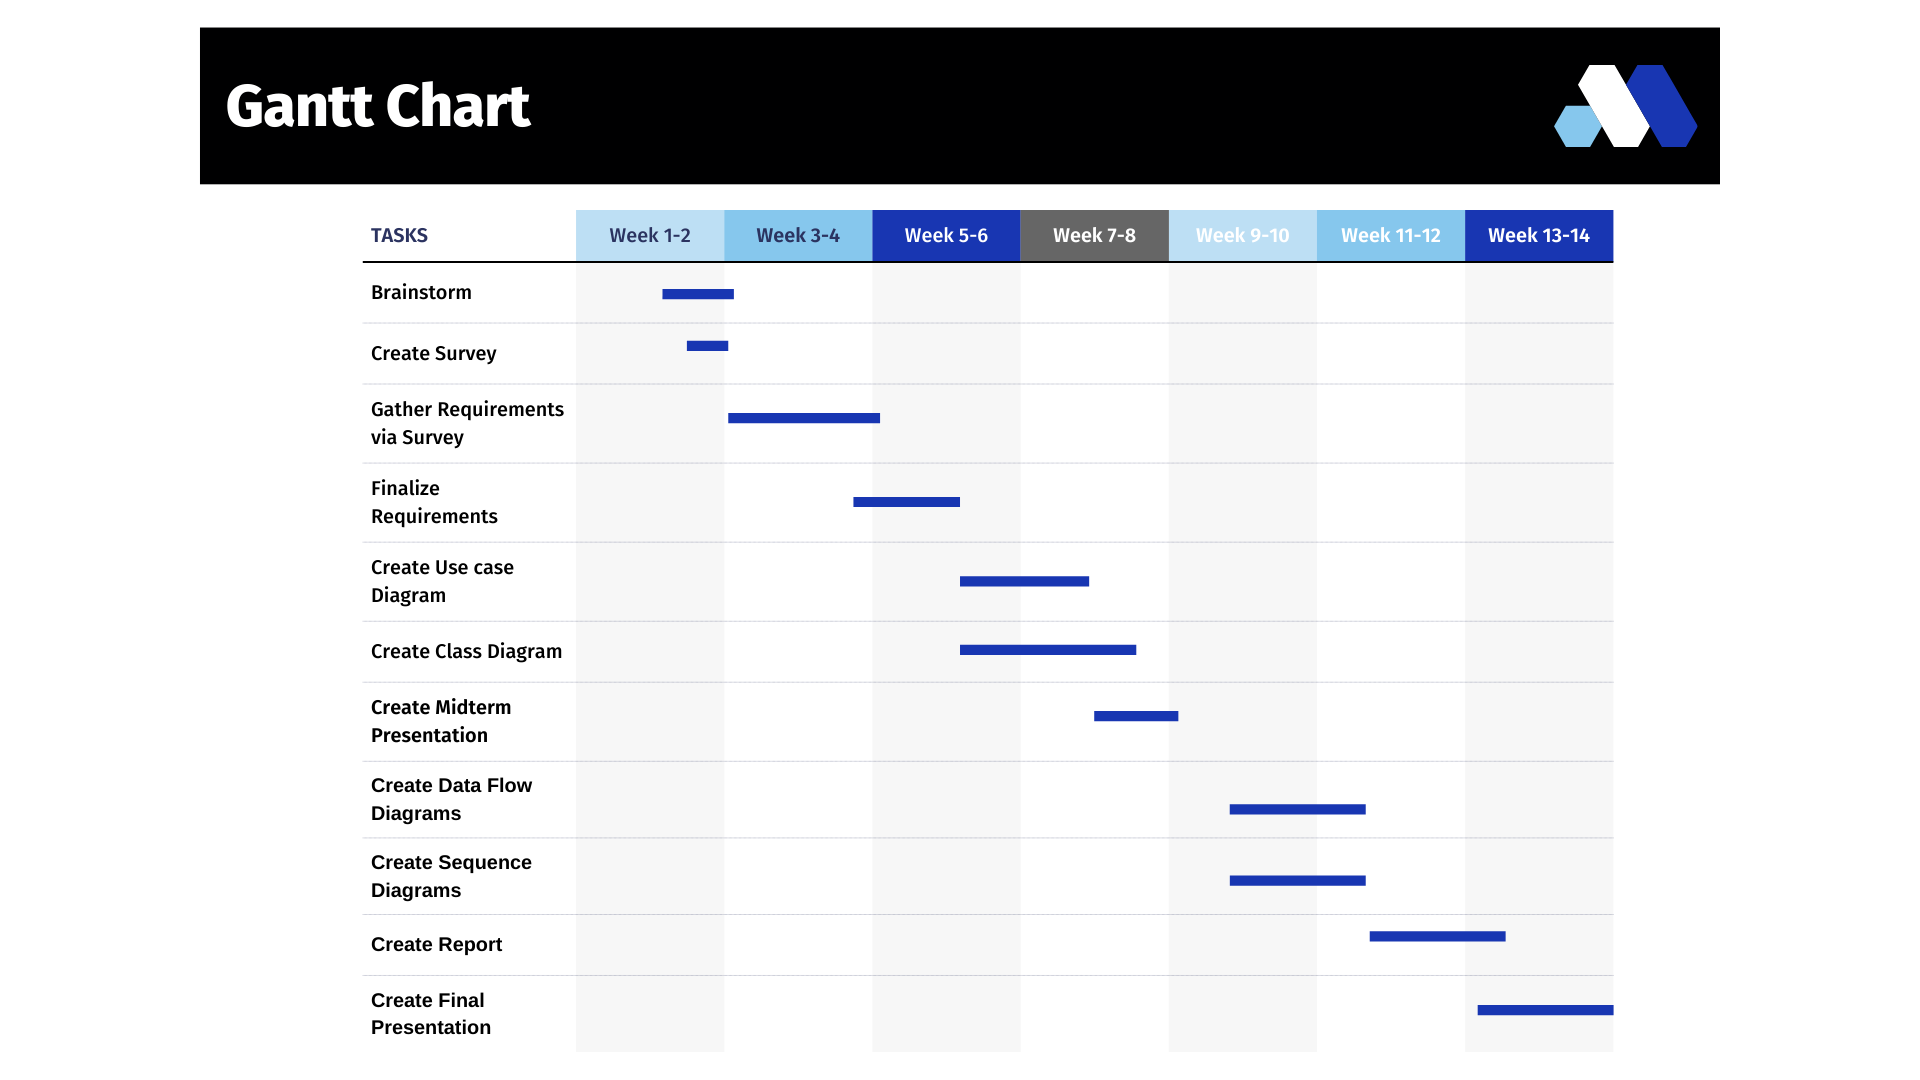 Gantt Chart
TASKS Week 1-2 Week 3-4 Week 5-6 Week 7-8 Week 9-10 Week 11-12 Week 13-14
Brainstorm
Create Survey
Gather Requirements
via Survey
Finalize
Requirements
Create Use case
Diagram
Create Class Diagram
Create Midterm
Presentation
Create Data Flow
Diagrams
Create Sequence
Diagrams
Create Report
Create Final
Presentation